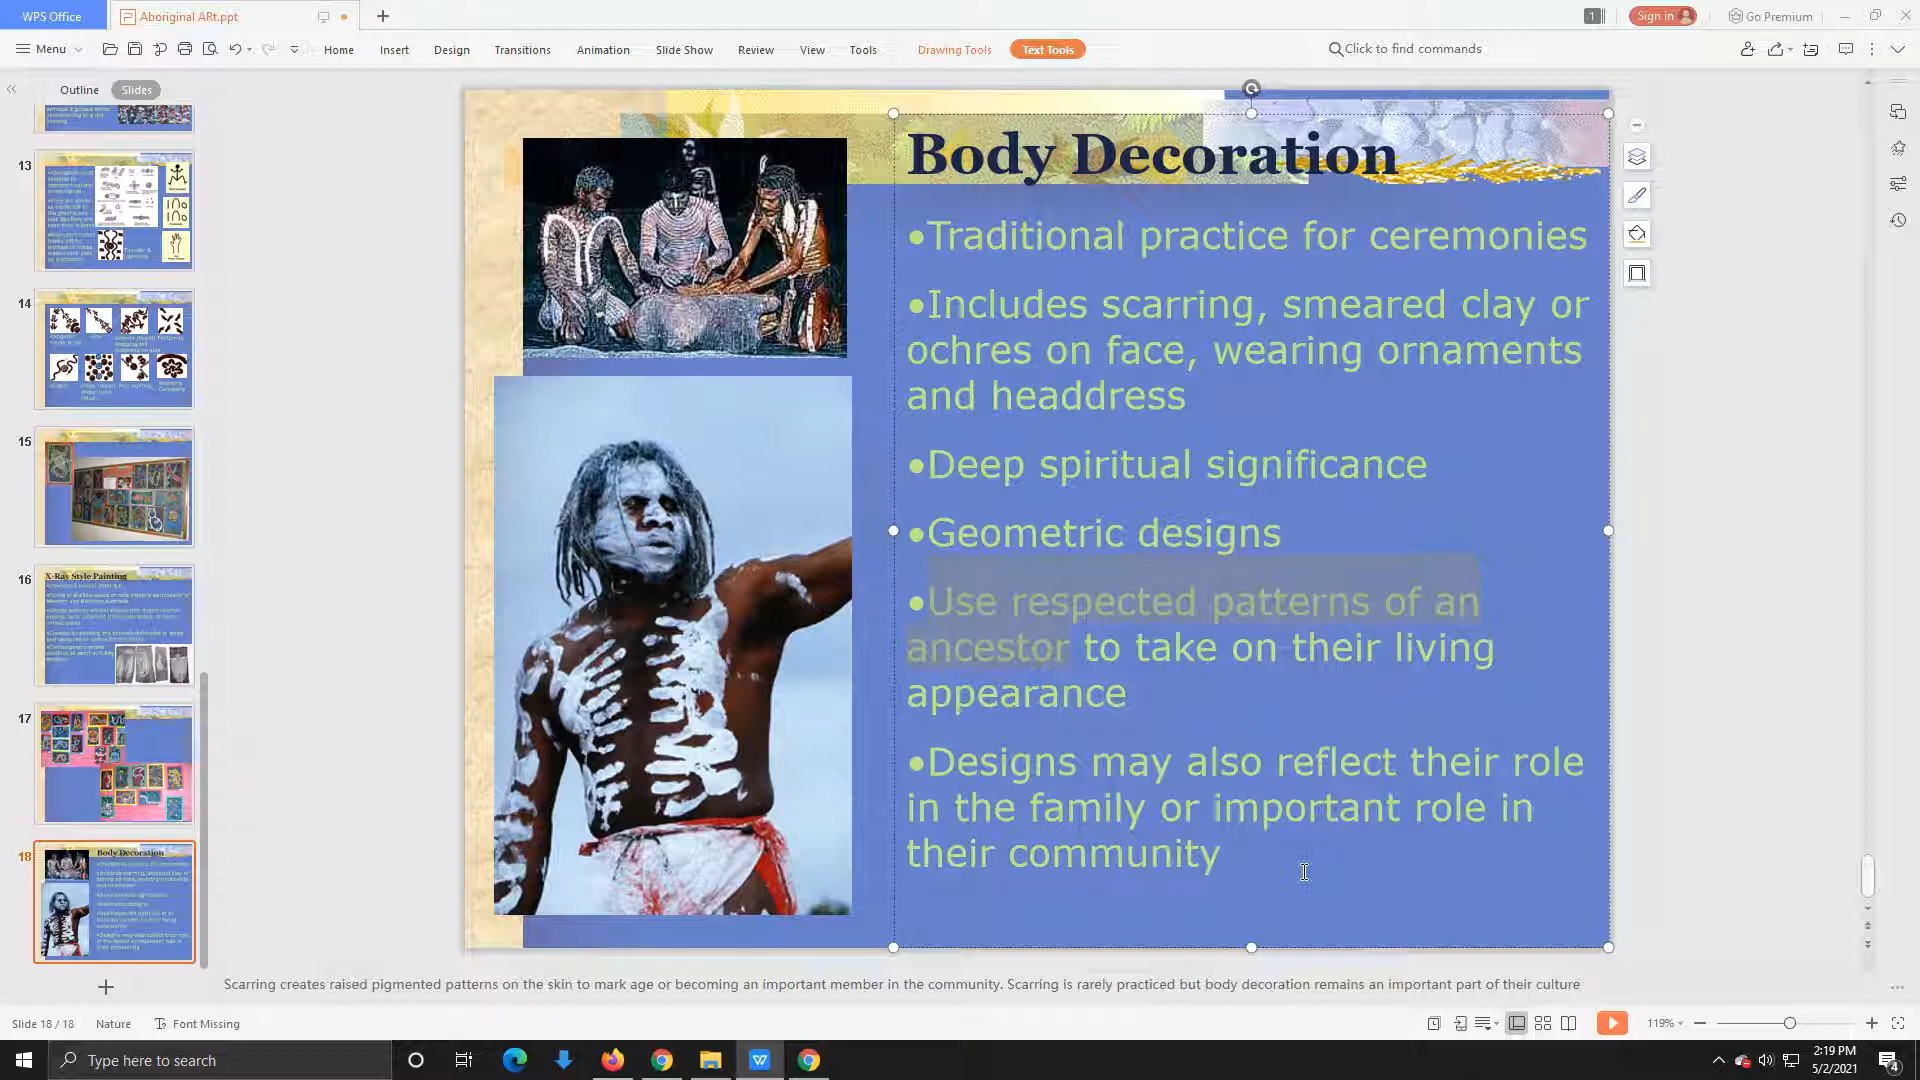 WPS Office
Aboriginal ARt.ppt
1
Sign in
Go Premium
Menu
Home
Insert
Design
Transitions
Animation
Slide Show
Review
View
Tools
Drawing Tools
Text Tools
Click to find commands
Outline
Slides
13
14
15
16
X-Ray Style Painting
17
18
Body Decoration
Body Decoration
•Traditional practice for ceremonies
•Includes scarring, smeared clay or
ochres on face, wearing ornaments
and headdress
•Deep spiritual significance
•Geometric designs
•Use respected patterns of an
ancestor to take on their living
appearance
•Designs may also reflect their role
in the family or important role in
their community
Scarring creates raised pigmented patterns on the skin to mark age or becoming an important member in the community. Scarring is rarely practiced but body decoration remains an important part of their culture
Slide 18 / 18
Nature
Font Missing
119%
Type here to search
2:19 PM
5/2/2021
4